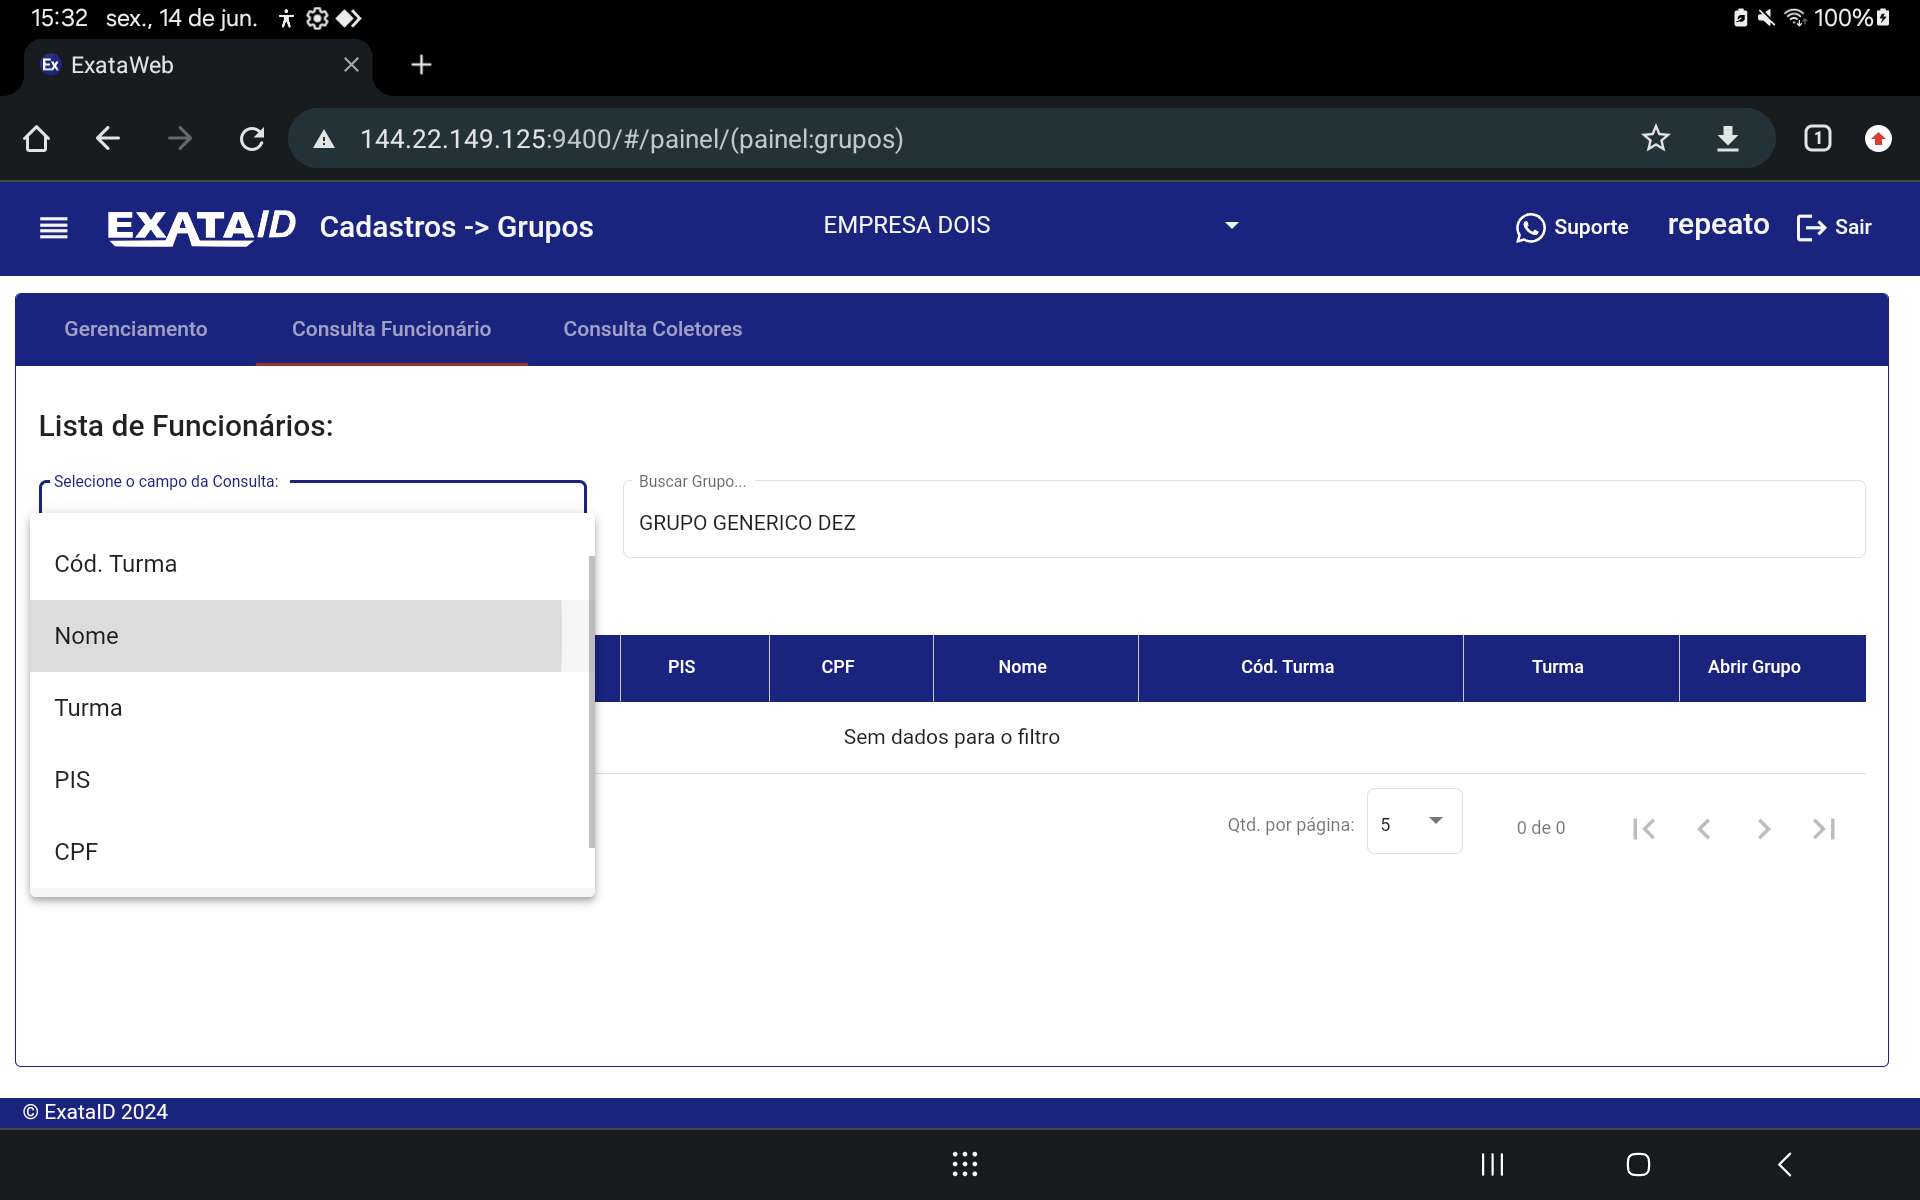 15:32 sex., 14 de jun. 100%
Ex ExataWeb
144.22.149.125:9400/#/painel/(painel:grupos) 1
EXATAID Cadastros -> Grupos EMPRESA DOIS Suporte repeato Sair
Gerenciamento Consulta Funcionário Consulta Coletores
Lista de Funcionários:
Selecione o campo da Consulta: Buscar Grupo...
GRUPO GENERICO DEZ
Cód. Turma
Nome
Turma
PIS
CPF
PIS CPF Nome Cód. Turma Turma Abrir Grupo
Sem dados para o filtro
Qtd. por página: 5 0 de 0
© ExataID 2024